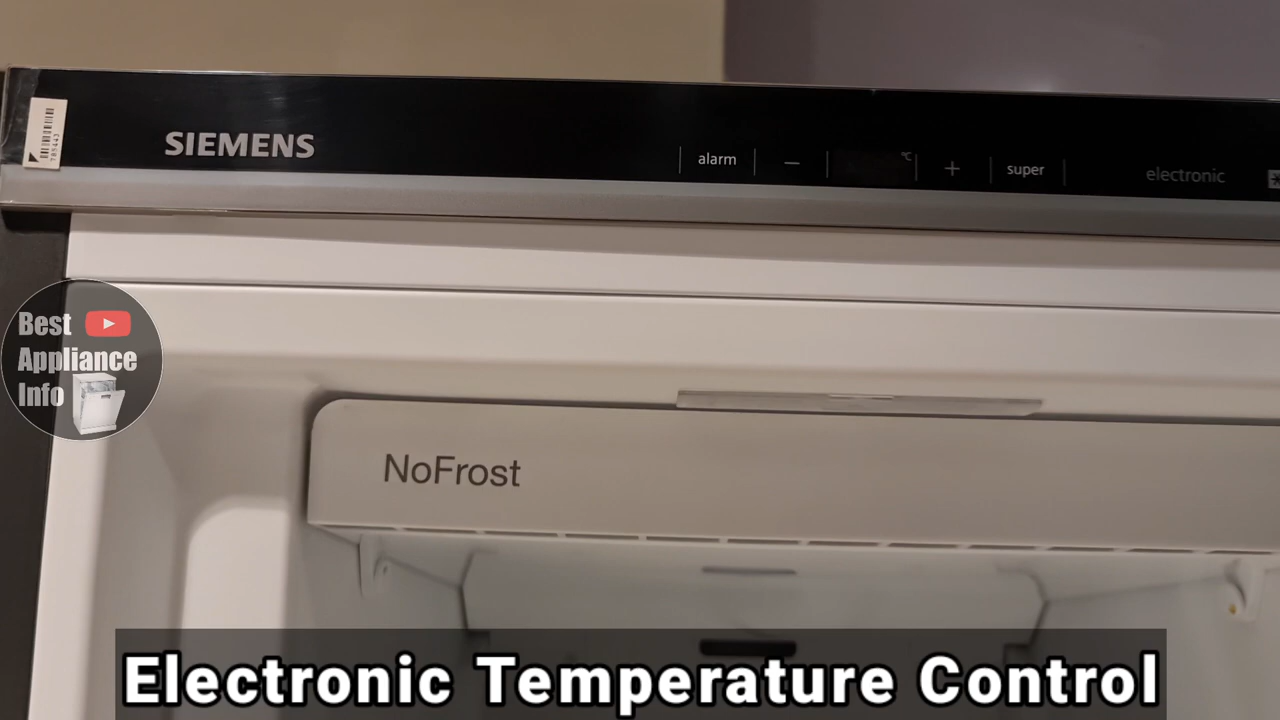 SIEMENS
alarm − °C + super
electronic
Best
Appliance
Info
NoFrost
Electronic Temperature Control